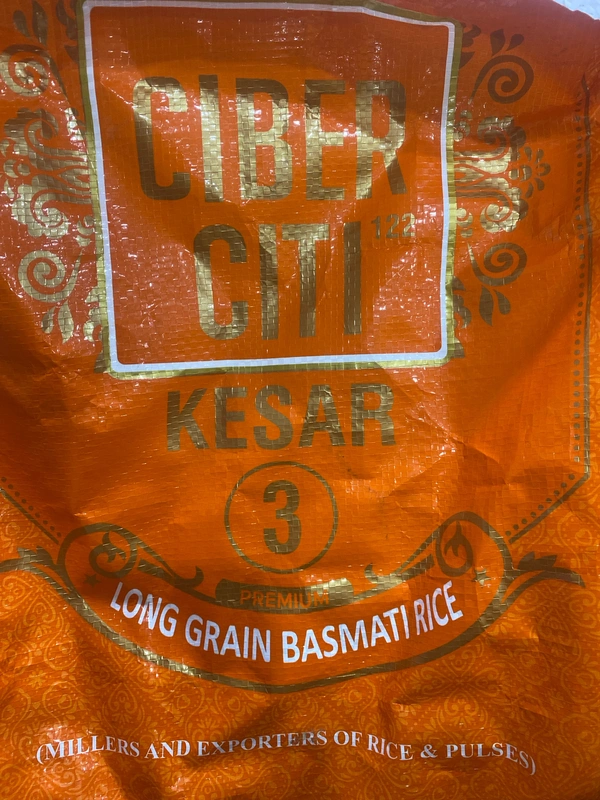 CIBER
CITI 122
KESAR
3
PREMIUM
LONG GRAIN BASMATI RICE
(MILLERS AND EXPORTERS OF RICE & PULSES)